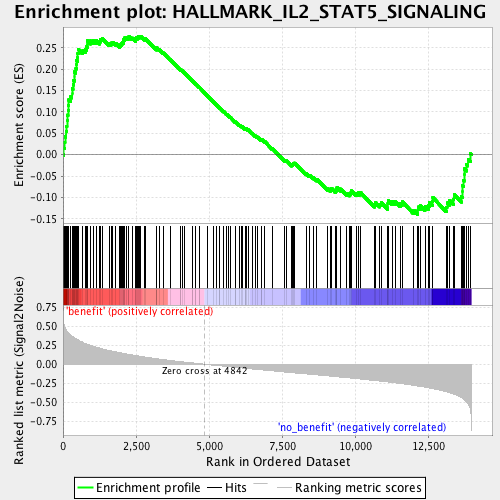 Enrichment plot: HALLMARK_IL2_STAT5_SIGNALING
Enrichment score (ES)
0.25
0.20
0.15
0.10
0.05
0.00
-0.05
-0.10
-0.15
Ranked list metric (Signal2Noise)
0.75
0.50
0.25
0.00
-0.25
-0.50
-0.75
'benefit' (positively correlated)
Zero cross at 4842
'no_benefit' (negatively correlated)
0
2,500
5,000
7,500
10,000
12,500
Rank in Ordered Dataset
Enrichment profile
Hits
Ranking metric scores